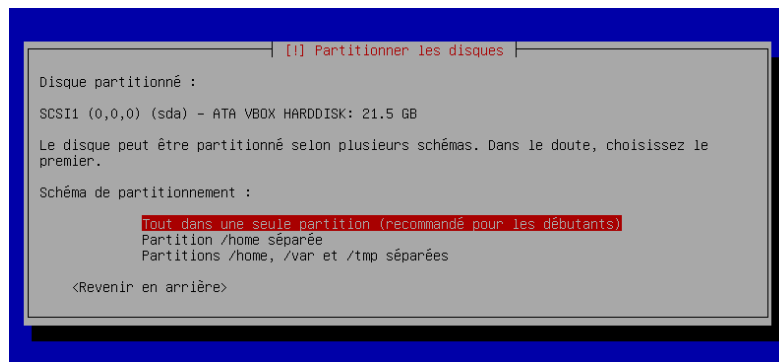 [!] Partitionner les disques
Disque partitionné :
SCSI1 (0,0,0) (sda) – ATA VBOX HARDDISK: 21.5 GB
Le disque peut être partitionné selon plusieurs schémas. Dans le doute, choisissez le
premier.
Schéma de partitionnement :
Tout dans une seule partition (recommandé pour les débutants)
Partition /home séparée
Partitions /home, /var et /tmp séparées
<Revenir en arrière>